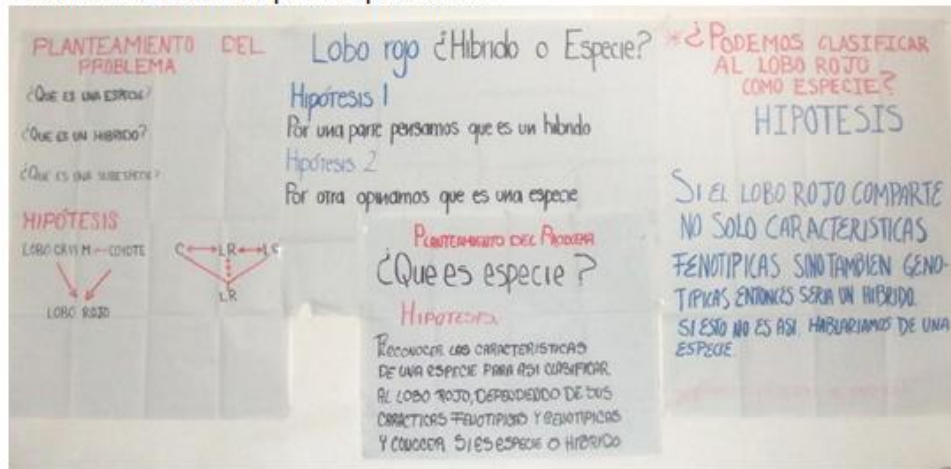 PLANTEAMIENTO DEL
PROBLEMA
¿QUE ES UNA ESPECIE?
¿QUE ES UN HIBRIDO?
¿QUE ES UNA SUBESPECIE?
HIPÓTESIS
LOBO GRIS M COYOTE
LOBO ROJO
C LR LG
LR
Lobo rojo ¿Híbrido o Especie?
Hipótesis 1
Por una parte pensamos que es un híbrido
Hipótesis 2
Por otra opinamos que es una especie
PLANTEAMIENTO DEL PROBLEMA
¿Que es especie?
HIPOTESIS
RECONOCER LAS CARACTERISTICAS
DE UNA ESPECIE PARA ASI CLASIFICAR
AL LOBO ROJO, DEPENDIENDO DE SUS
CARACTICAS FENOTIPICAS Y GENOTIPICAS
Y CONOCER SI ES ESPECIE O HIBRIDO
*¿PODEMOS CLASIFICAR
AL LOBO ROJO
COMO ESPECIE?
HIPOTESIS
SI EL LOBO ROJO COMPARTE
NO SOLO CARACTERISTICAS
FENOTIPICAS SINO TAMBIEN GENO-
TIPICAS ENTONCES SERIA UN HIBRIDO.
SI ESTO NO ES ASI, HABLARIAMOS DE UNA
ESPECIE.